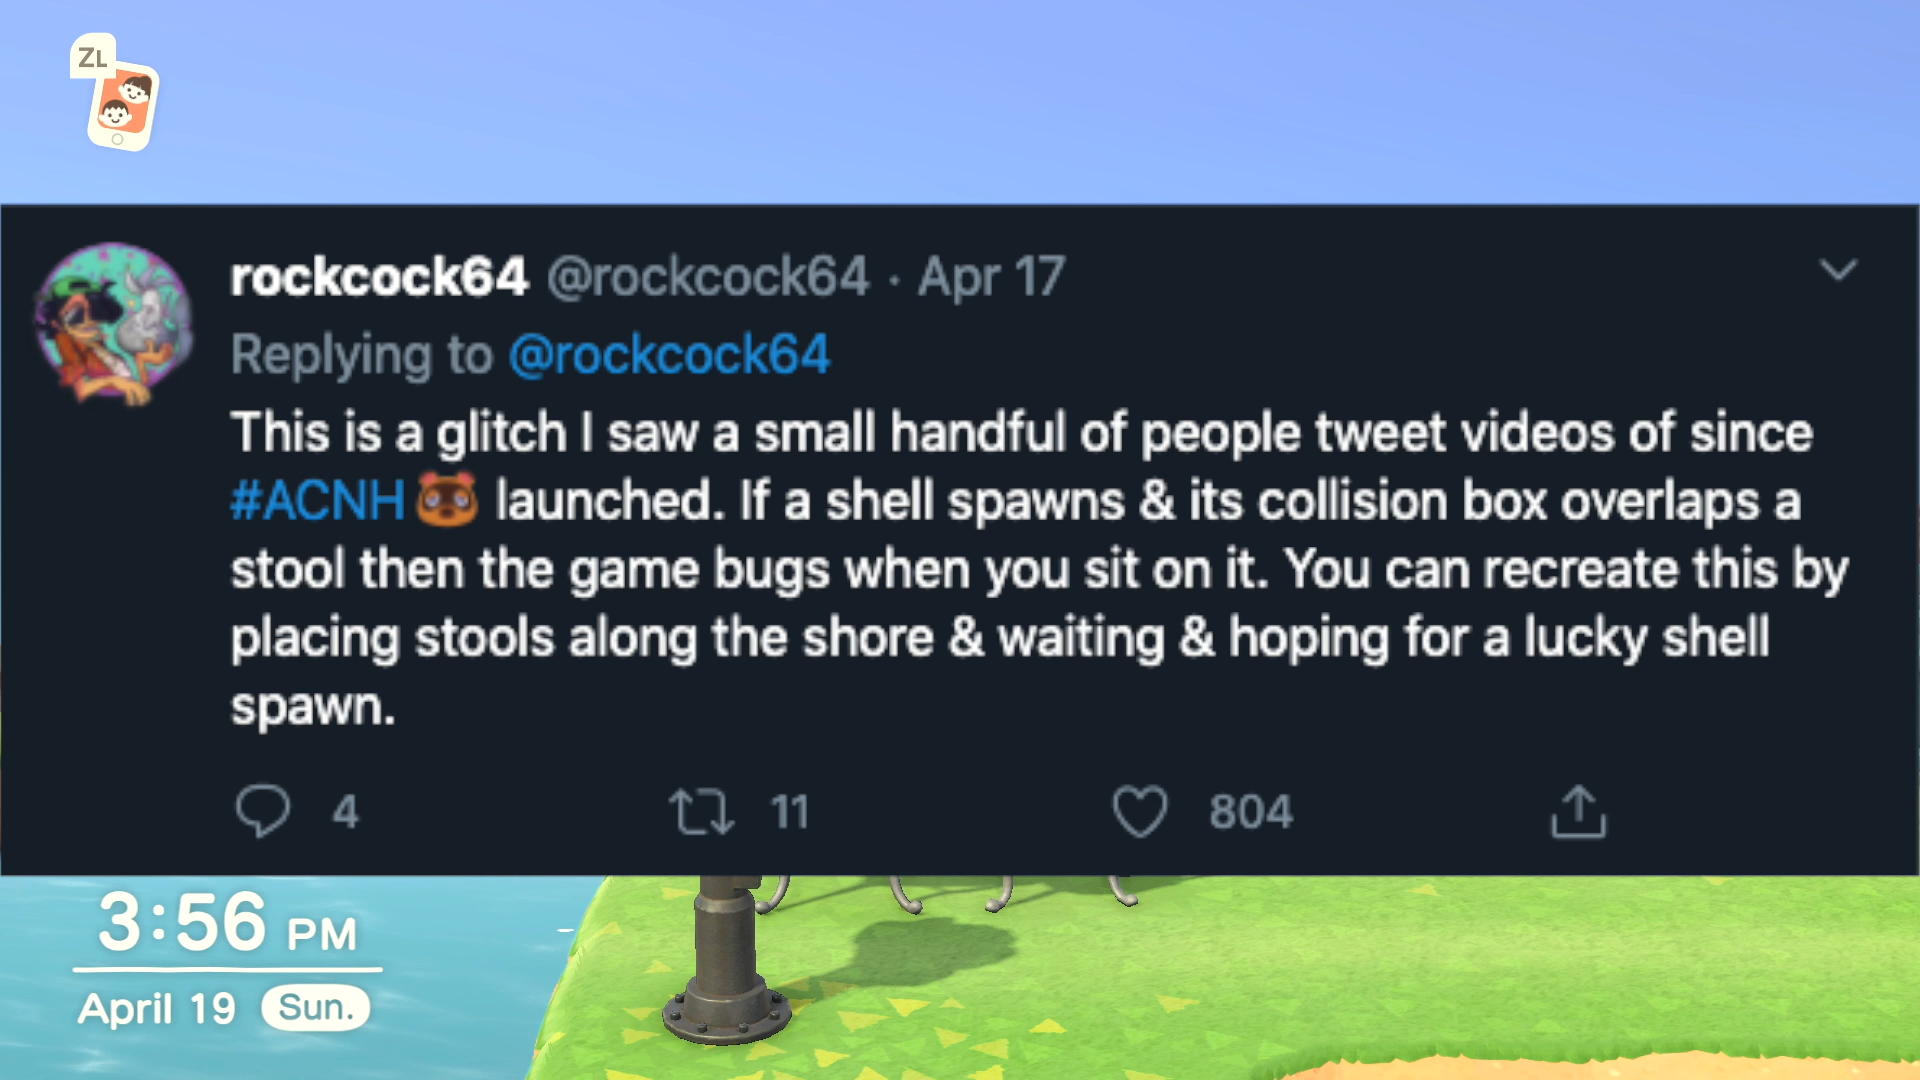 ZL
rockcock64 @rockcock64 · Apr 17
Replying to @rockcock64
This is a glitch I saw a small handful of people tweet videos of since
#ACNH launched. If a shell spawns & its collision box overlaps a
stool then the game bugs when you sit on it. You can recreate this by
placing stools along the shore & waiting & hoping for a lucky shell
spawn.
4 11 804
3:56 PM
April 19 Sun.